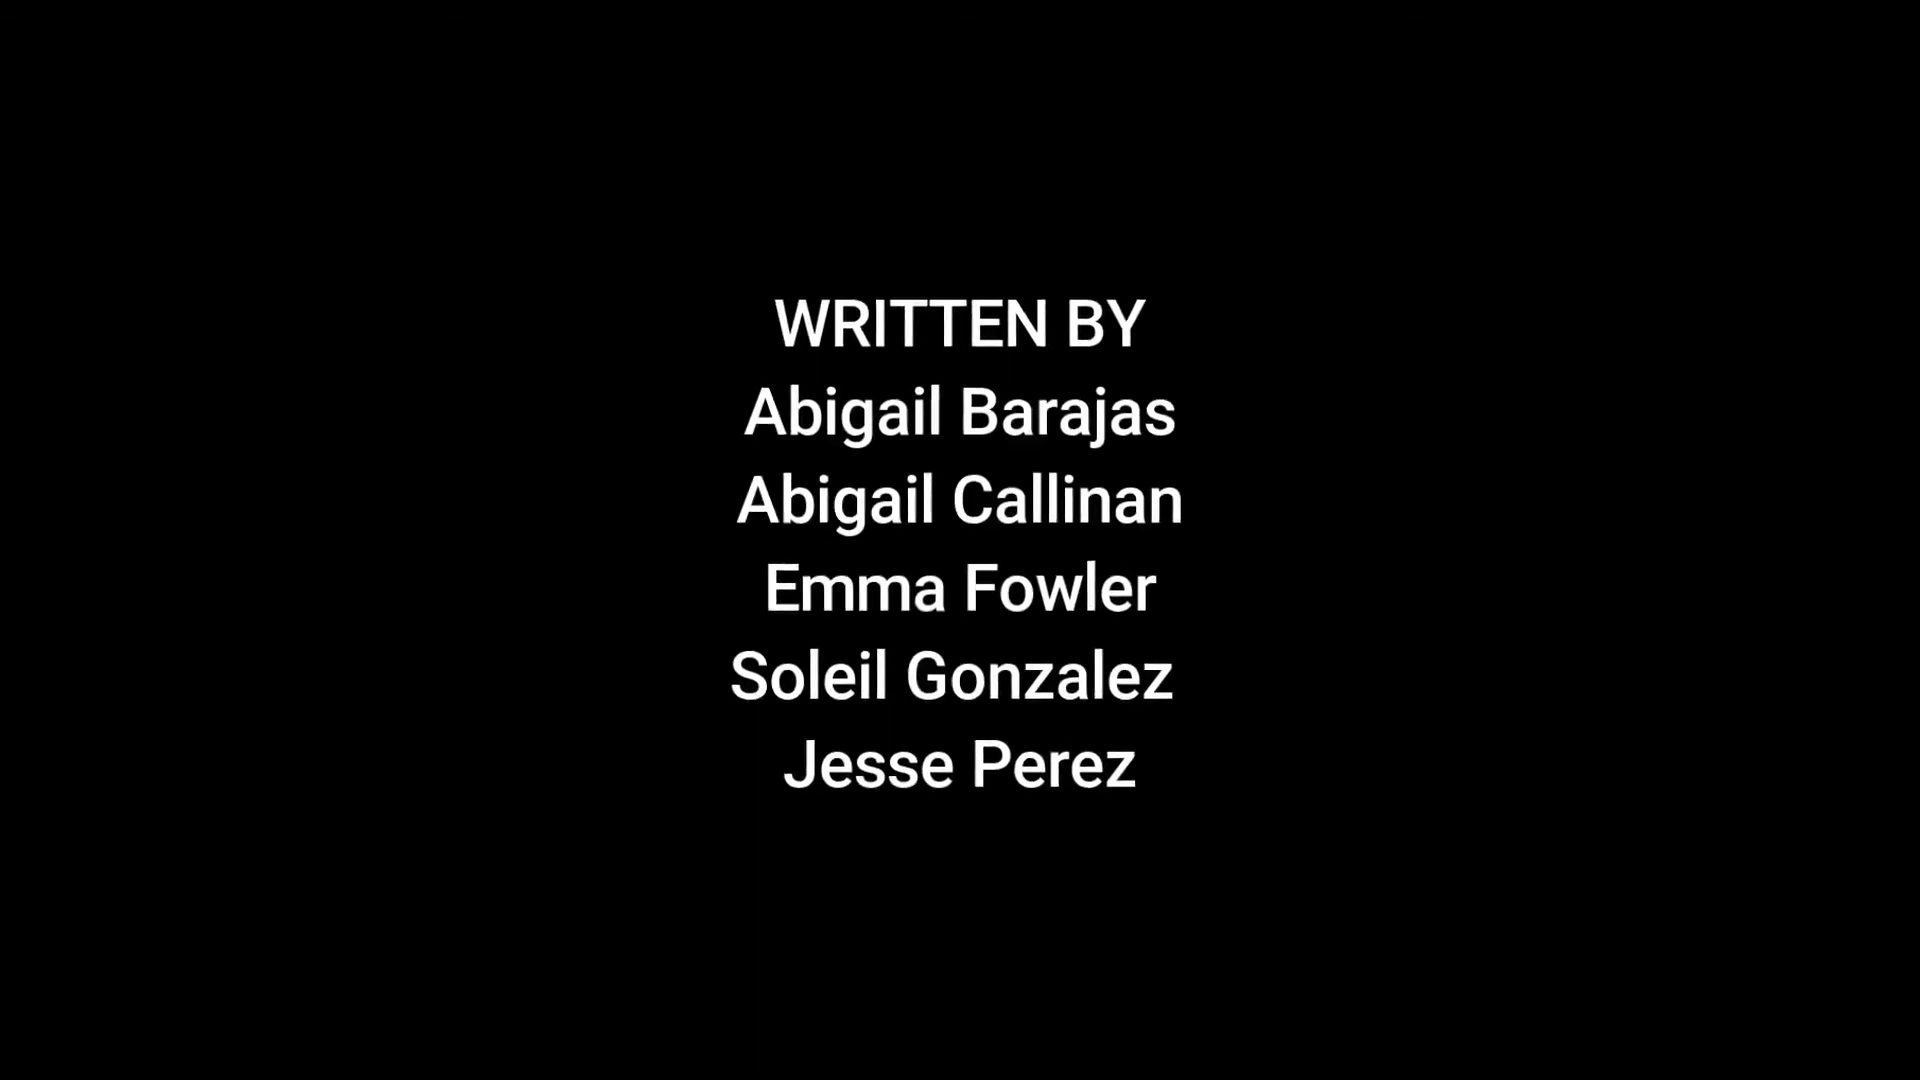 WRITTEN BY
Abigail Barajas
Abigail Callinan
Emma Fowler
Soleil Gonzalez
Jesse Perez